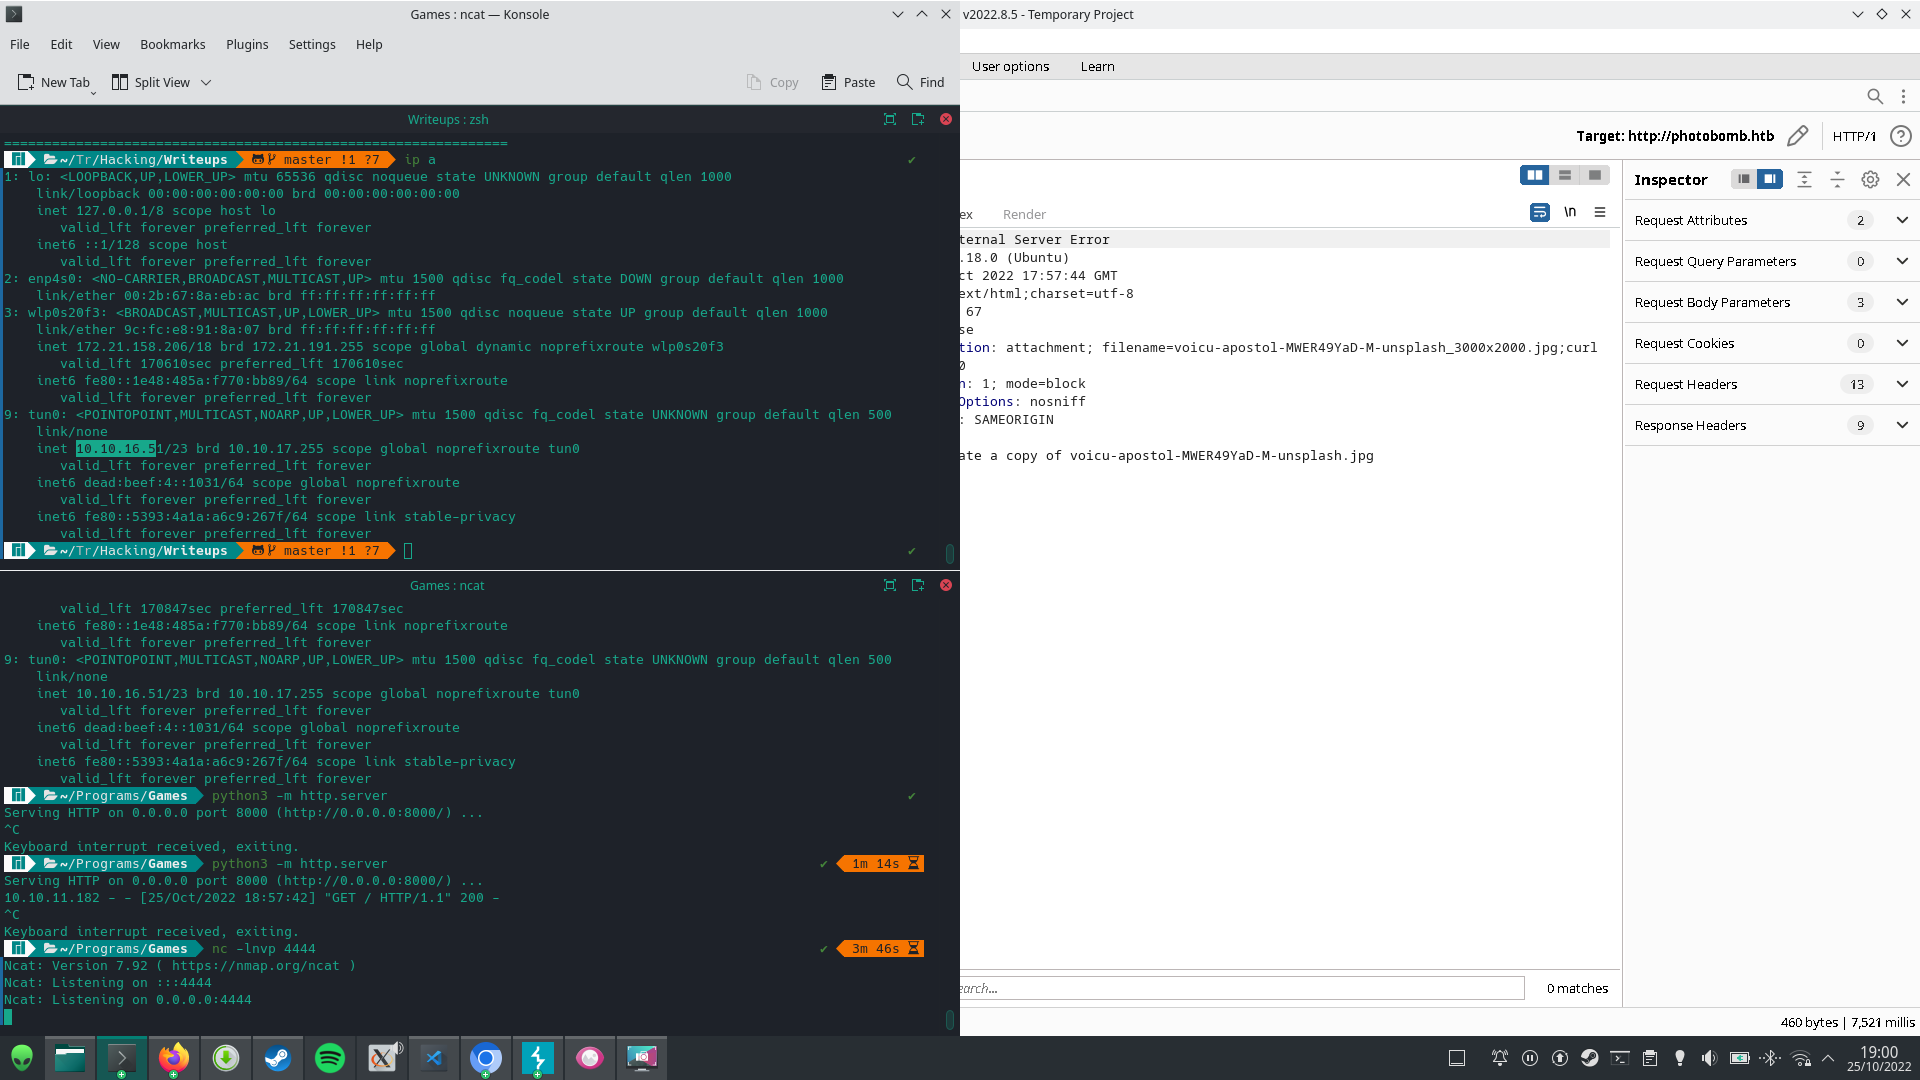 Games : ncat — Konsole
File Edit View Bookmarks Plugins Settings Help
New Tab Split View Copy Paste Find
Writeups : zsh
===============================================================
~/Tr/Hacking/Writeups master !1 ?7 ip a ✔
1: lo: <LOOPBACK,UP,LOWER_UP> mtu 65536 qdisc noqueue state UNKNOWN group default qlen 1000
link/loopback 00:00:00:00:00:00 brd 00:00:00:00:00:00
inet 127.0.0.1/8 scope host lo
valid_lft forever preferred_lft forever
inet6 ::1/128 scope host
valid_lft forever preferred_lft forever
2: enp4s0: <NO-CARRIER,BROADCAST,MULTICAST,UP> mtu 1500 qdisc fq_codel state DOWN group default qlen 1000
link/ether 00:2b:67:8a:eb:ac brd ff:ff:ff:ff:ff:ff
3: wlp0s20f3: <BROADCAST,MULTICAST,UP,LOWER_UP> mtu 1500 qdisc noqueue state UP group default qlen 1000
link/ether 9c:fc:e8:91:8a:07 brd ff:ff:ff:ff:ff:ff
inet 172.21.158.206/18 brd 172.21.191.255 scope global dynamic noprefixroute wlp0s20f3
valid_lft 170610sec preferred_lft 170610sec
inet6 fe80::1e48:485a:f770:bb89/64 scope link noprefixroute
valid_lft forever preferred_lft forever
9: tun0: <POINTOPOINT,MULTICAST,NOARP,UP,LOWER_UP> mtu 1500 qdisc fq_codel state UNKNOWN group default qlen 500
link/none
inet 10.10.16.51/23 brd 10.10.17.255 scope global noprefixroute tun0
valid_lft forever preferred_lft forever
inet6 dead:beef:4::1031/64 scope global noprefixroute
valid_lft forever preferred_lft forever
inet6 fe80::5393:4a1a:a6c9:267f/64 scope link stable-privacy
valid_lft forever preferred_lft forever
~/Tr/Hacking/Writeups master !1 ?7 ✔
Games : ncat
valid_lft 170847sec preferred_lft 170847sec
inet6 fe80::1e48:485a:f770:bb89/64 scope link noprefixroute
valid_lft forever preferred_lft forever
9: tun0: <POINTOPOINT,MULTICAST,NOARP,UP,LOWER_UP> mtu 1500 qdisc fq_codel state UNKNOWN group default qlen 500
link/none
inet 10.10.16.51/23 brd 10.10.17.255 scope global noprefixroute tun0
valid_lft forever preferred_lft forever
inet6 dead:beef:4::1031/64 scope global noprefixroute
valid_lft forever preferred_lft forever
inet6 fe80::5393:4a1a:a6c9:267f/64 scope link stable-privacy
valid_lft forever preferred_lft forever
~/Programs/Games python3 -m http.server ✔
Serving HTTP on 0.0.0.0 port 8000 (http://0.0.0.0:8000/) ...
^C
Keyboard interrupt received, exiting.
~/Programs/Games python3 -m http.server ✔ 1m 14s
Serving HTTP on 0.0.0.0 port 8000 (http://0.0.0.0:8000/) ...
10.10.11.182 - - [25/Oct/2022 18:57:42] "GET / HTTP/1.1" 200 -
^C
Keyboard interrupt received, exiting.
~/Programs/Games nc -lnvp 4444 ✔ 3m 46s
Ncat: Version 7.92 ( https://nmap.org/ncat )
Ncat: Listening on :::4444
Ncat: Listening on 0.0.0.0:4444
v2022.8.5 - Temporary Project
User options Learn
Target: http://photobomb.htb HTTP/1
ex Render \n
ternal Server Error
.18.0 (Ubuntu)
ct 2022 17:57:44 GMT
ext/html;charset=utf-8
67
se
tion: attachment; filename=voicu-apostol-MWER49YaD-M-unsplash_3000x2000.jpg;curl
0
n: 1; mode=block
Options: nosniff
: SAMEORIGIN
ate a copy of voicu-apostol-MWER49YaD-M-unsplash.jpg
earch... 0 matches
Inspector
Request Attributes 2
Request Query Parameters 0
Request Body Parameters 3
Request Cookies 0
Request Headers 13
Response Headers 9
460 bytes | 7,521 millis
19:00
25/10/2022